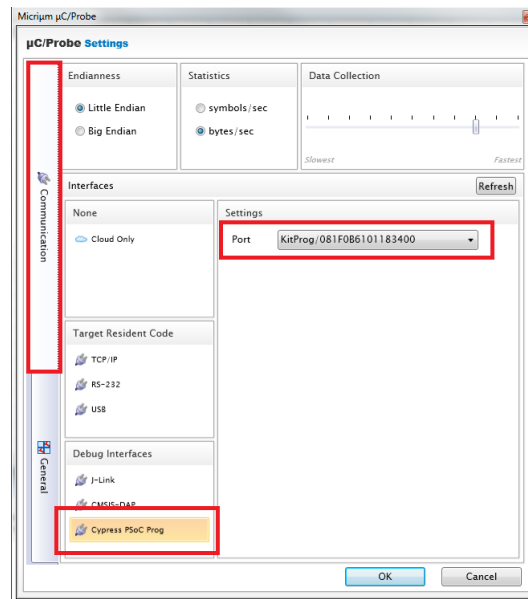 Micriµm µC/Probe
µC/Probe Settings
Communication
General
Endianness
Little Endian
Big Endian
Statistics
symbols/sec
bytes/sec
Data Collection
Slowest
Fastest
Interfaces
Refresh
None
Cloud Only
Settings
Port
KitProg/081F0B6101183400
Target Resident Code
TCP/IP
RS-232
USB
Debug Interfaces
J-Link
CMSIS-DAP
Cypress PSoC Prog
OK
Cancel